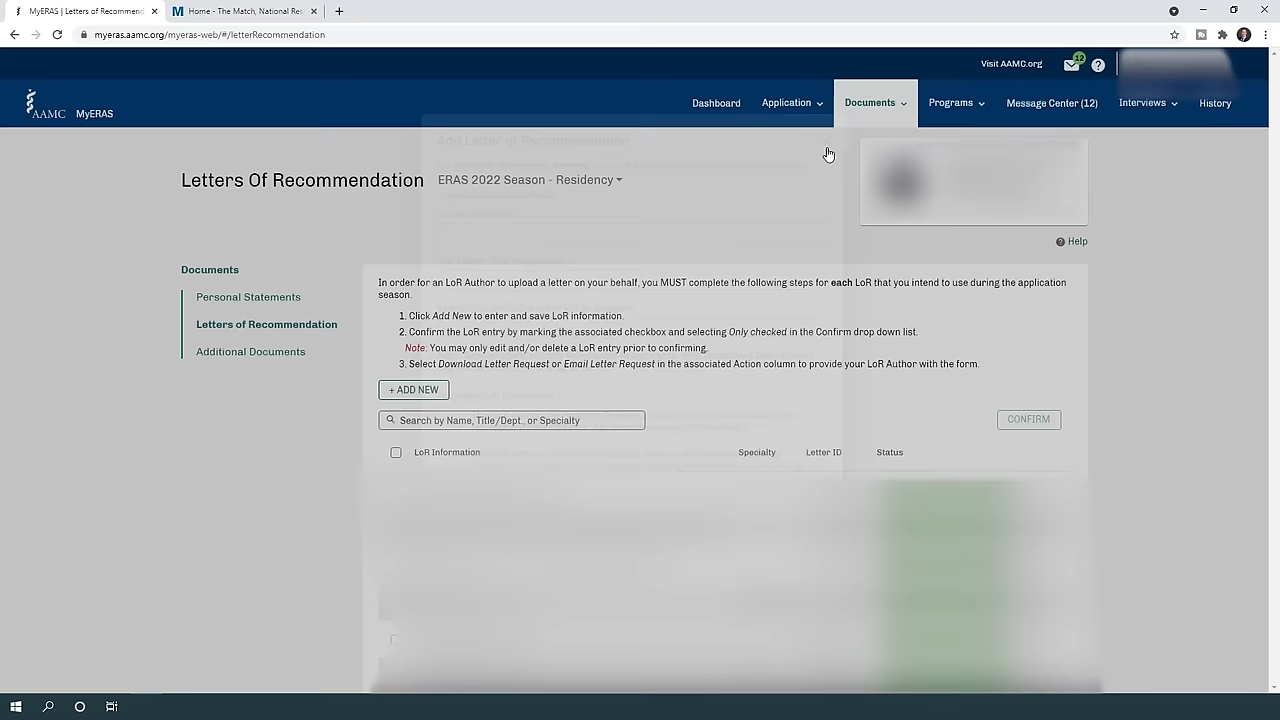 MyERAS | Letters of Recommend
Home - The Match, National Res
myeras.aamc.org/myeras-web/#/letterRecommendation
Visit AAMC.org
12
AAMC MyERAS
Dashboard Application Documents Programs Message Center (12) Interviews History
Add Letter of Recommendation
Letters Of Recommendation ERAS 2022 Season - Residency
Help
Documents
Personal Statements
Letters of Recommendation
Additional Documents
In order for an LoR Author to upload a letter on your behalf, you MUST complete the following steps for each LoR that you intend to use during the application
season.
1. Click Add New to enter and save LoR information.
2. Confirm the LoR entry by marking the associated checkbox and selecting Only checked in the Confirm drop down list.
Note: You may only edit and/or delete a LoR entry prior to confirming.
3. Select Download Letter Request or Email Letter Request in the associated Action column to provide your LoR Author with the form.
+ ADD NEW
Search by Name, Title/Dept., or Specialty
CONFIRM
LoR Information Specialty Letter ID Status